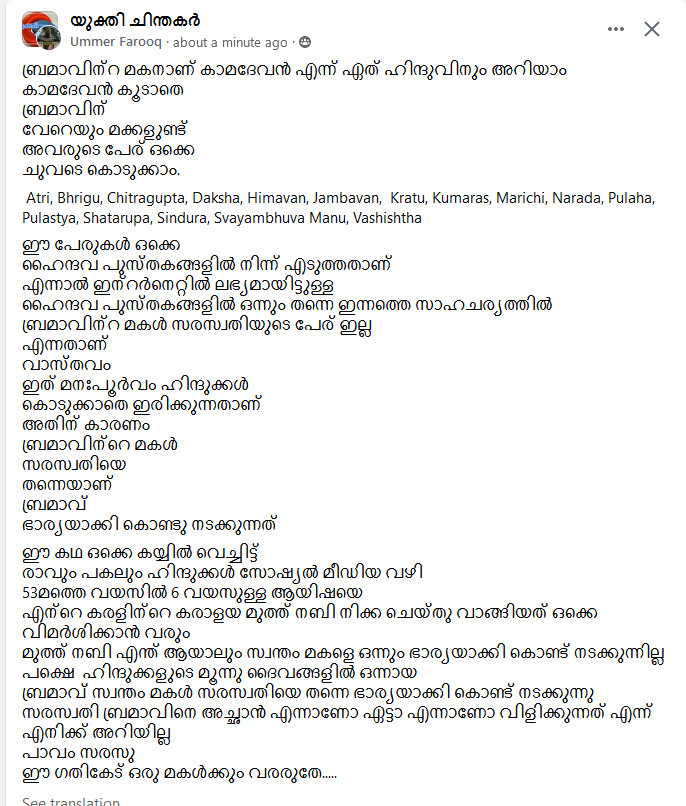 യുക്തി ചിന്തകർ
Ummer Farooq · about a minute ago ·
ബ്രമാവിന്റ മകനാണ് കാമദേവൻ എന്ന് ഏത് ഹിന്ദുവിനും അറിയാം
കാമദേവൻ കൂടാതെ
ബ്രമാവിന്
വേറെയും മക്കളുണ്ട്
അവരുടെ പേര് ഒക്കെ
ചുവടെ കൊടുക്കാം.
Atri, Bhrigu, Chitragupta, Daksha, Himavan, Jambavan, Kratu, Kumaras, Marichi, Narada, Pulaha,
Pulastya, Shatarupa, Sindura, Svayambhuva Manu, Vashishtha
ഈ പേരുകൾ ഒക്കെ
ഹൈന്ദവ പുസ്തകങ്ങളിൽ നിന്ന് എടുത്തതാണ്
എന്നാൽ ഇന്റർനെറ്റിൽ ലഭ്യമായിട്ടുള്ള
ഹൈന്ദവ പുസ്തകങ്ങളിൽ ഒന്നും തന്നെ ഇന്നത്തെ സാഹചര്യത്തിൽ
ബ്രമാവിന്റ മകൾ സരസ്വതിയുടെ പേര് ഇല്ല
എന്നതാണ്
വാസ്തവം
ഇത് മനഃപൂർവം ഹിന്ദുക്കൾ
കൊടുക്കാതെ ഇരിക്കുന്നതാണ്
അതിന് കാരണം
ബ്രമാവിൻറെ മകൾ
സരസ്വതിയെ
തന്നെയാണ്
ബ്രമാവ്
ഭാര്യയാക്കി കൊണ്ടു നടക്കുന്നത്
ഈ കഥ ഒക്കെ കയ്യിൽ വെച്ചിട്ട്
രാവും പകലും ഹിന്ദുക്കൾ സോഷ്യൽ മീഡിയ വഴി
53മത്തെ വയസിൽ 6 വയസുള്ള ആയിഷയെ
എൻറെ കരളിൻറെ കരാളയ മുത്ത് നബി നിക്ക ചെയ്തു വാങ്ങിയത് ഒക്കെ
വിമർശിക്കാൻ വരും
മുത്ത് നബി എന്ത് ആയാലും സ്വന്തം മകളെ ഒന്നും ഭാര്യയാക്കി കൊണ്ട് നടക്കുന്നില്ല
പക്ഷെ ഹിന്ദുക്കളുടെ മൂന്നു ദൈവങ്ങളിൽ ഒന്നായ
ബ്രമാവ് സ്വന്തം മകൾ സരസ്വതിയെ തന്നെ ഭാര്യയാക്കി കൊണ്ട് നടക്കുന്നു
സരസ്വതി ബ്രമാവിനെ അച്ഛാൻ എന്നാണോ ഏട്ടാ എന്നാണോ വിളിക്കുന്നത് എന്ന്
എനിക്ക് അറിയില്ല
പാവം സരസു
ഈ ഗതികേട് ഒരു മകൾക്കും വരരുതേ.....
See translation